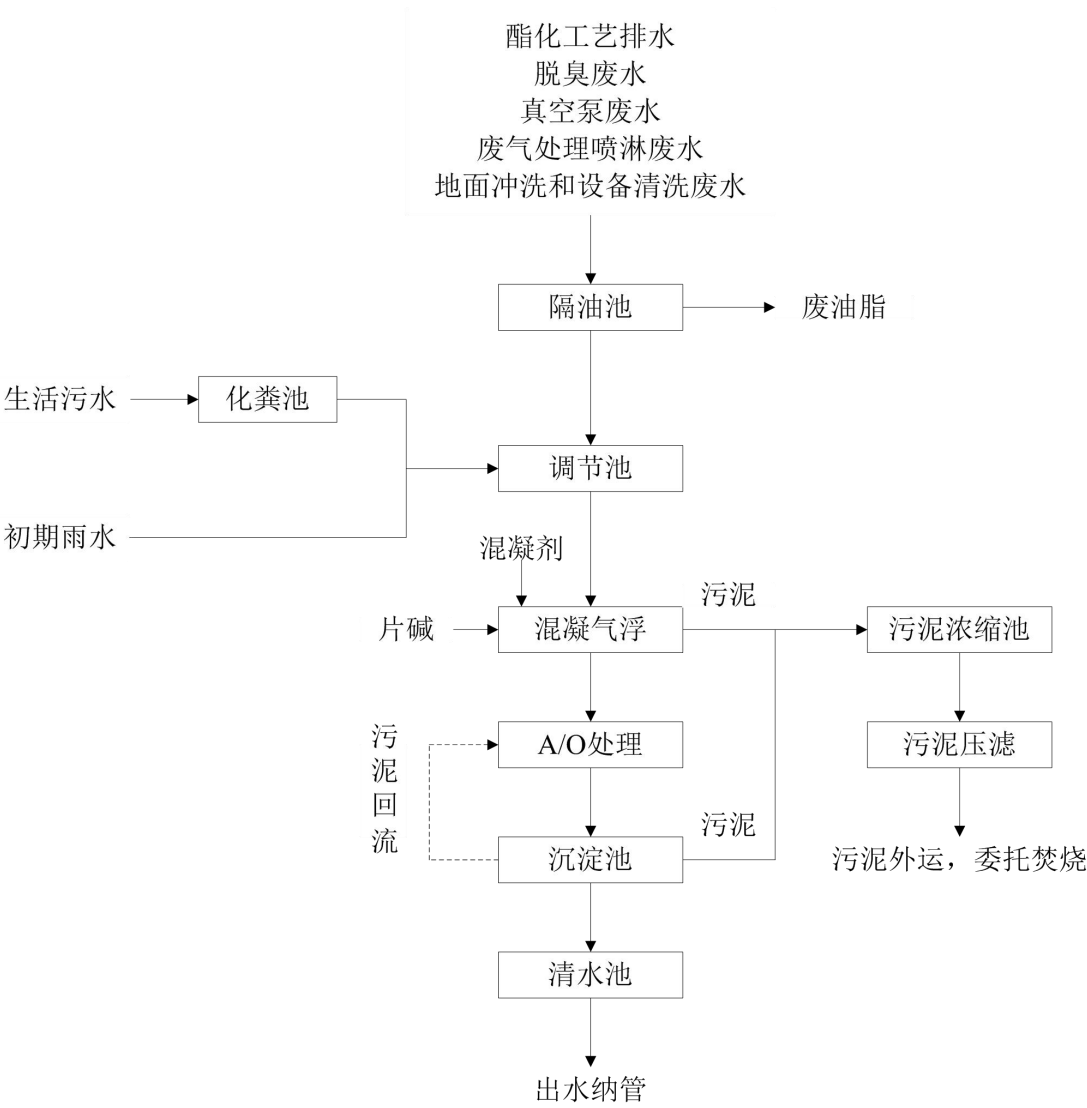 酯化工艺排水
脱臭废水
真空泵废水
废气处理喷淋废水
地面冲洗和设备清洗废水
隔油池
废油脂
生活污水
化粪池
调节池
初期雨水
混凝剂
片碱
混凝气浮
污泥
污泥浓缩池
污泥回流
A/O处理
污泥压滤
沉淀池
污泥
污泥外运，委托焚烧
清水池
出水纳管